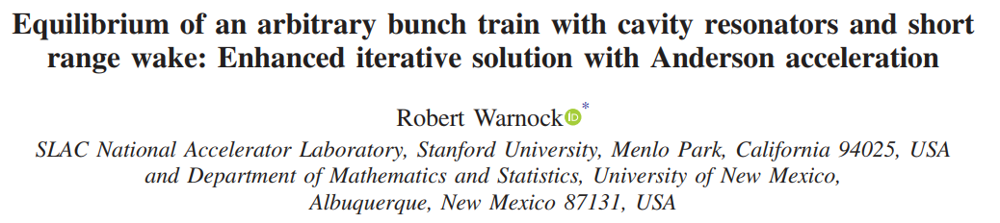 Equilibrium of an arbitrary bunch train with cavity resonators and short
range wake: Enhanced iterative solution with Anderson acceleration
Robert Warnock iD *
SLAC National Accelerator Laboratory, Stanford University, Menlo Park, California 94025, USA
and Department of Mathematics and Statistics, University of New Mexico,
Albuquerque, New Mexico 87131, USA